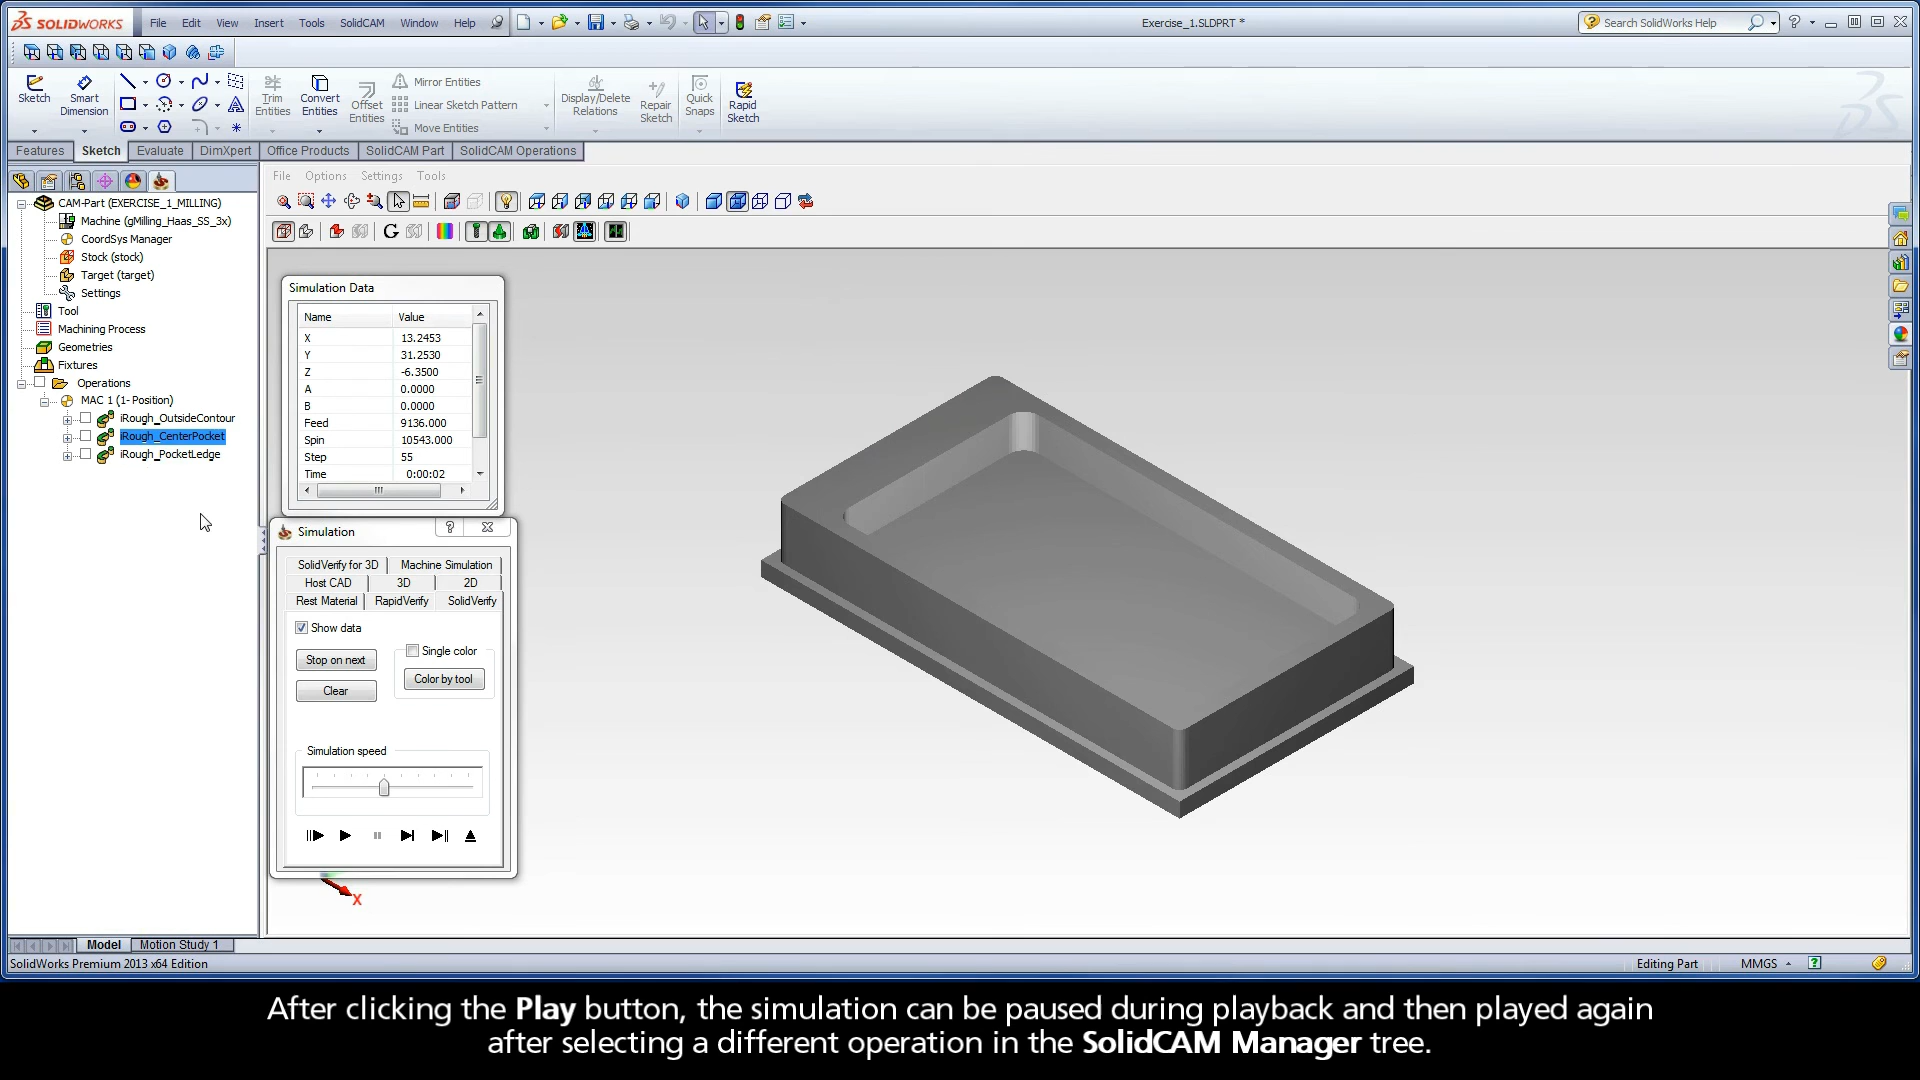 SOLIDWORKS File Edit View Insert Tools SolidCAM Window Help Exercise_1.SLDPRT * Search SolidWorks Help
Sketch Smart Dimension Trim Entities Convert Entities Offset Entities Mirror Entities Linear Sketch Pattern Move Entities Display/Delete Relations Repair Sketch Quick Snaps Rapid Sketch
Features Sketch Evaluate DimXpert Office Products SolidCAM Part SolidCAM Operations
File Options Settings Tools
CAM-Part (EXERCISE_1_MILLING)
Machine (gMilling_Haas_SS_3x)
CoordSys Manager
Stock (stock)
Target (target)
Settings
Tool
Machining Process
Geometries
Fixtures
Operations
MAC 1 (1- Position)
iRough_OutsideContour
iRough_CenterPocket
iRough_PocketLedge
Simulation Data
Name Value
X 13.2453
Y 31.2530
Z -6.3500
A 0.0000
B 0.0000
Feed 9136.000
Spin 10543.000
Step 55
Time 0:00:02
Simulation
SolidVerify for 3D Machine Simulation
Host CAD 3D 2D
Rest Material RapidVerify SolidVerify
Show data
Single color
Stop on next
Color by tool
Clear
Simulation speed
X
Model Motion Study 1
SolidWorks Premium 2013 x64 Edition Editing Part MMGS
After clicking the Play button, the simulation can be paused during playback and then played again
after selecting a different operation in the SolidCAM Manager tree.